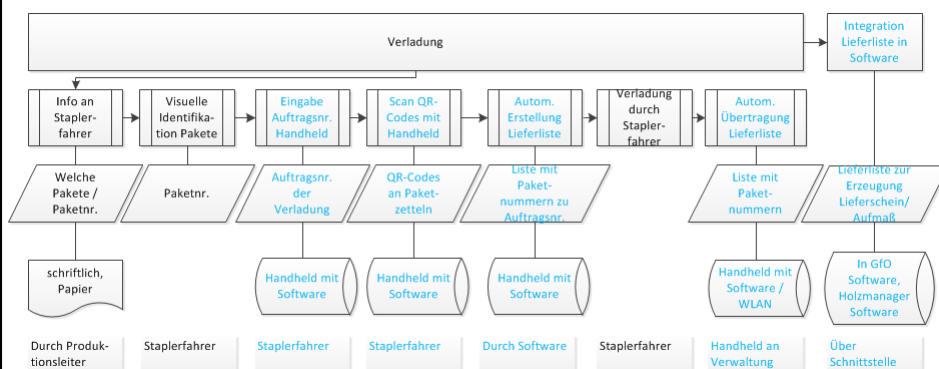 Verladung
Integration
Lieferliste in
Software
Info an
Stapler-
fahrer
Visuelle
Identifika-
tion Pakete
Eingabe
Auftragsnr.
Handheld
Scan QR-
Codes mit
Handheld
Autom.
Erstellung
Lieferliste
Verladung
durch
Stapler-
fahrer
Autom.
Übertragung
Lieferliste
Welche
Pakete /
Paketnr.
Paketnr.
Auftragsnr.
der
Verladung
QR-Codes
an Paket-
zetteln
Liste mit
Paket-
nummern zu
Auftragsnr.
Liste mit
Paket-
nummern
Lieferliste zur
Erzeugung
Lieferschein/
Aufmaß
schriftlich,
Papier
Handheld mit
Software
Handheld mit
Software
Handheld mit
Software
Handheld mit
Software /
WLAN
In GfO
Software,
Holzmanager
Software
Durch Produk-
tionsleiter
Staplerfahrer
Staplerfahrer
Staplerfahrer
Durch Software
Staplerfahrer
Handheld an
Verwaltung
Über
Schnittstelle